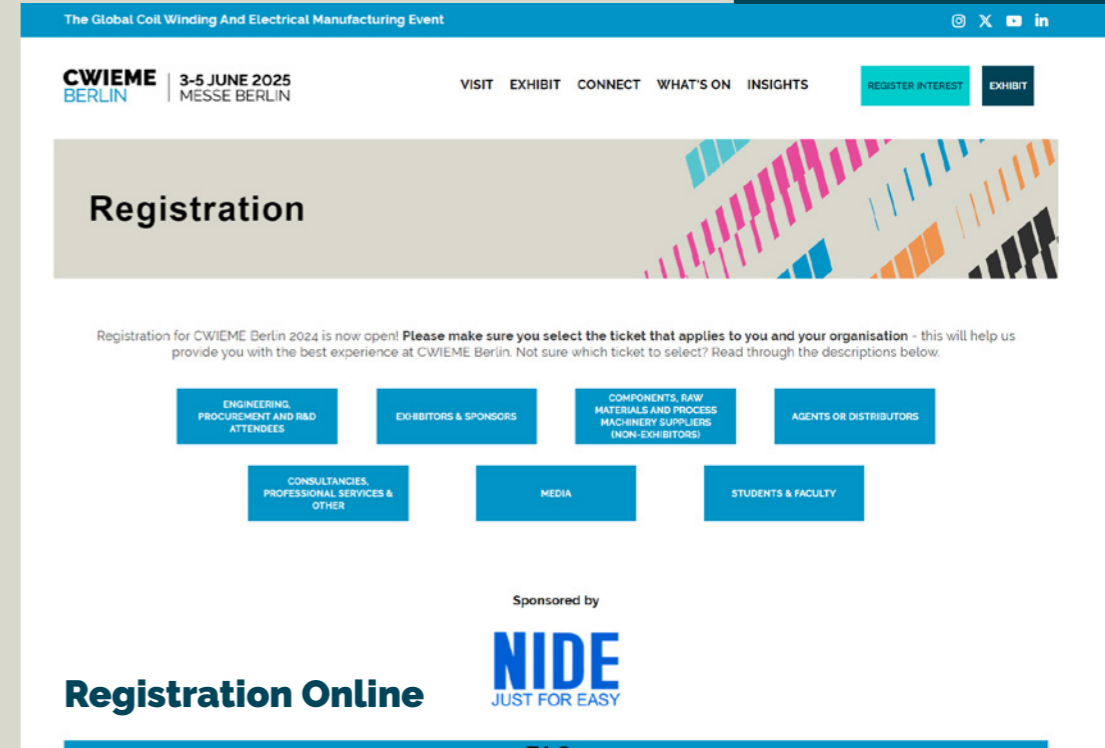 The Global Coil Winding And Electrical Manufacturing Event
CWIEME
BERLIN
3-5 JUNE 2025
MESSE BERLIN
VISIT EXHIBIT CONNECT WHAT'S ON INSIGHTS
REGISTER INTEREST
EXHIBIT
Registration
Registration for CWIEME Berlin 2024 is now open! Please make sure you select the ticket that applies to you and your organisation - this will help us
provide you with the best experience at CWIEME Berlin. Not sure which ticket to select? Read through the descriptions below.
ENGINEERING,
PROCUREMENT AND R&D
ATTENDEES
EXHIBITORS & SPONSORS
COMPONENTS, RAW
MATERIALS AND PROCESS
MACHINERY SUPPLIERS
(NON-EXHIBITORS)
AGENTS OR DISTRIBUTORS
CONSULTANCIES,
PROFESSIONAL SERVICES &
OTHER
MEDIA
STUDENTS & FACULTY
Sponsored by
NIDE
JUST FOR EASY
Registration Online